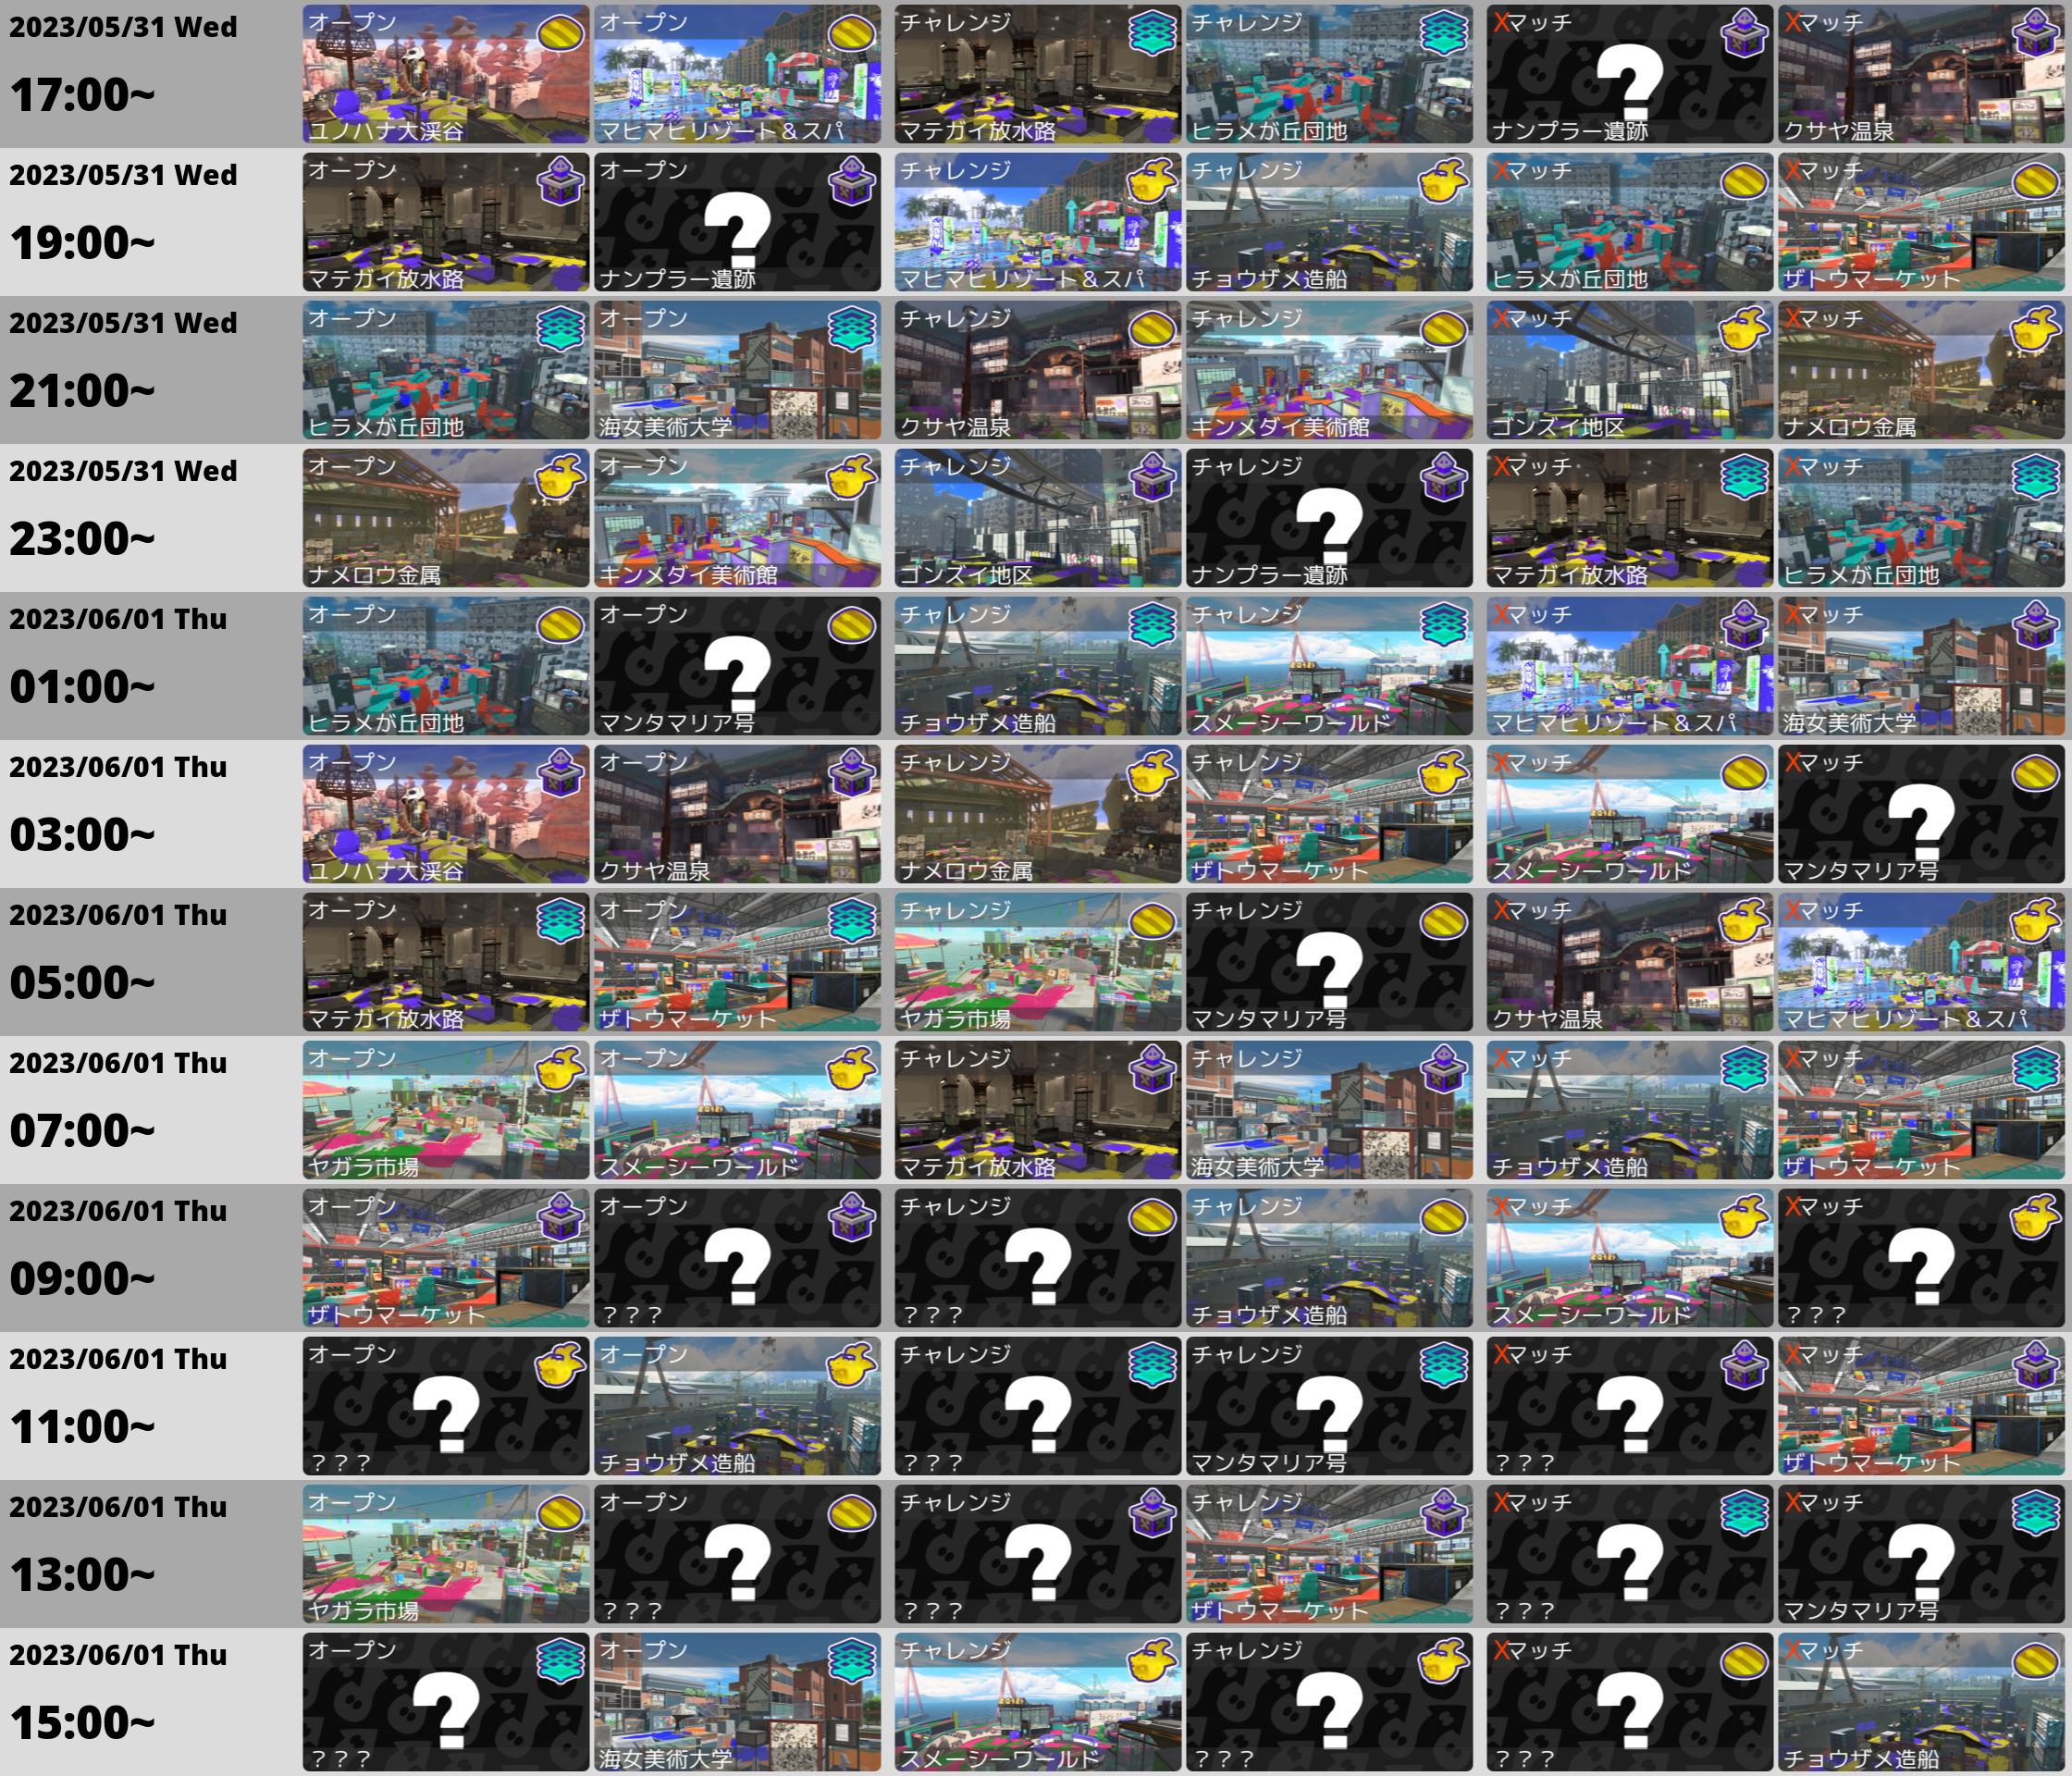 2023/05/31 Wed
17:00~
オープン
ユノハナ大渓谷
オープン
マヒマヒリゾート＆スパ
チャレンジ
マテガイ放水路
チャレンジ
ヒラメが丘団地
Xマッチ
ナンプラー遺跡
Xマッチ
クサヤ温泉
2023/05/31 Wed
19:00~
オープン
マテガイ放水路
オープン
ナンプラー遺跡
チャレンジ
マヒマヒリゾート＆スパ
チャレンジ
チョウザメ造船
Xマッチ
ヒラメが丘団地
Xマッチ
ザトウマーケット
2023/05/31 Wed
21:00~
オープン
ヒラメが丘団地
オープン
海女美術大学
チャレンジ
クサヤ温泉
チャレンジ
キンメダイ美術館
Xマッチ
ゴンズイ地区
Xマッチ
ナメロウ金属
2023/05/31 Wed
23:00~
オープン
ナメロウ金属
オープン
キンメダイ美術館
チャレンジ
ゴンズイ地区
チャレンジ
ナンプラー遺跡
Xマッチ
マテガイ放水路
Xマッチ
ヒラメが丘団地
2023/06/01 Thu
01:00~
オープン
ヒラメが丘団地
オープン
マンタマリア号
チャレンジ
チョウザメ造船
チャレンジ
スメーシーワールド
Xマッチ
マヒマヒリゾート＆スパ
Xマッチ
海女美術大学
2023/06/01 Thu
03:00~
オープン
ユノハナ大渓谷
オープン
クサヤ温泉
チャレンジ
ナメロウ金属
チャレンジ
ザトウマーケット
Xマッチ
スメーシーワールド
Xマッチ
マンタマリア号
2023/06/01 Thu
05:00~
オープン
マテガイ放水路
オープン
ザトウマーケット
チャレンジ
ヤガラ市場
チャレンジ
マンタマリア号
Xマッチ
クサヤ温泉
Xマッチ
マヒマヒリゾート＆スパ
2023/06/01 Thu
07:00~
オープン
ヤガラ市場
オープン
スメーシーワールド
チャレンジ
マテガイ放水路
チャレンジ
海女美術大学
Xマッチ
チョウザメ造船
Xマッチ
ザトウマーケット
2023/06/01 Thu
09:00~
オープン
ザトウマーケット
オープン
？？？
チャレンジ
？？？
チャレンジ
チョウザメ造船
Xマッチ
スメーシーワールド
Xマッチ
？？？
2023/06/01 Thu
11:00~
オープン
？？？
オープン
チョウザメ造船
チャレンジ
？？？
チャレンジ
マンタマリア号
Xマッチ
？？？
Xマッチ
ザトウマーケット
2023/06/01 Thu
13:00~
オープン
ヤガラ市場
オープン
？？？
チャレンジ
？？？
チャレンジ
ザトウマーケット
Xマッチ
？？？
Xマッチ
マンタマリア号
2023/06/01 Thu
15:00~
オープン
？？？
オープン
海女美術大学
チャレンジ
スメーシーワールド
チャレンジ
？？？
Xマッチ
？？？
Xマッチ
チョウザメ造船